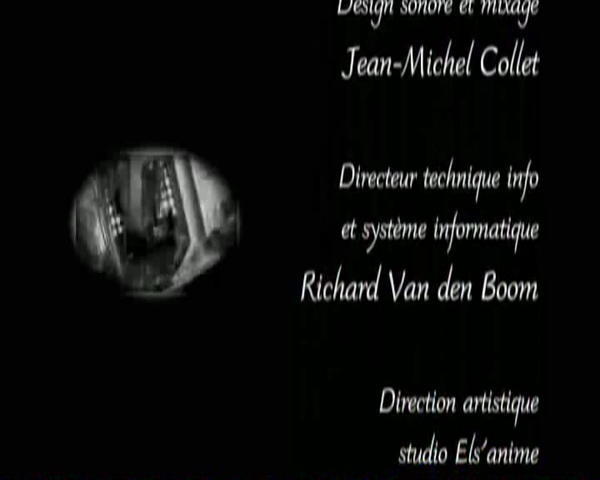 Design sonore et mixage
Jean-Michel Collet
Directeur technique info
et système informatique
Richard Van den Boom
Direction artistique
studio Els'anime